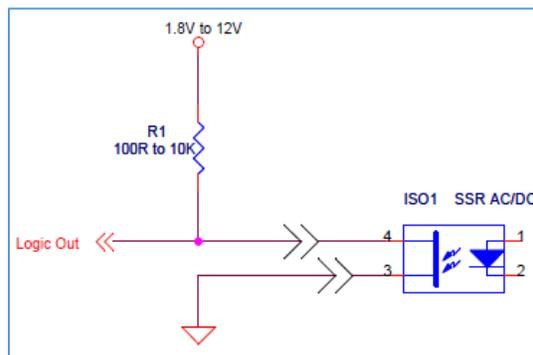 1.8V to 12V
R1
100R to 10K
ISO1 SSR AC/DC
Logic Out
4
1
3
2